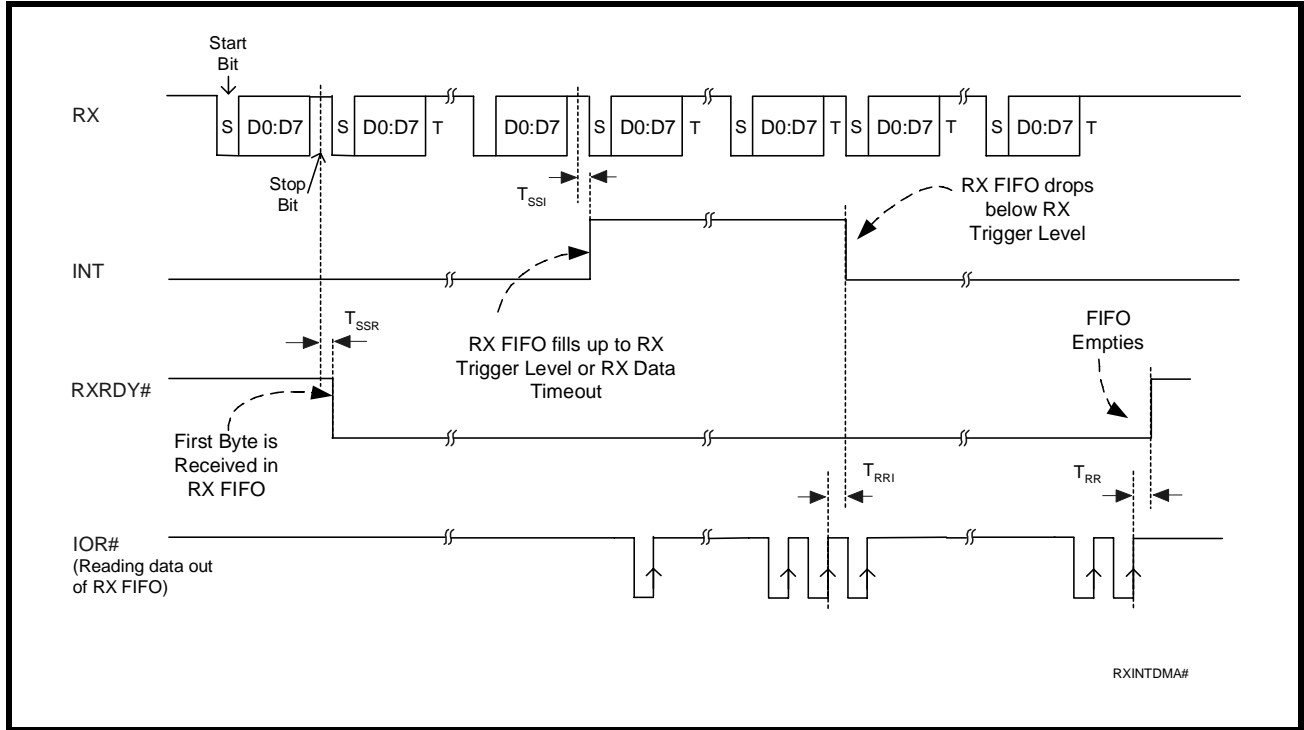 Start
Bit
RX
S D0:D7 S D0:D7 T D0:D7 S D0:D7 T S D0:D7 T S D0:D7 T S D0:D7 T
Stop
Bit
TSSI
RX FIFO drops
below RX
Trigger Level
INT
TSSR
RX FIFO fills up to RX
Trigger Level or RX Data
Timeout
FIFO
Empties
RXRDY#
First Byte is
Received in
RX FIFO
TRRI
TRR
IOR#
(Reading data out
of RX FIFO)
RXINTDMA#